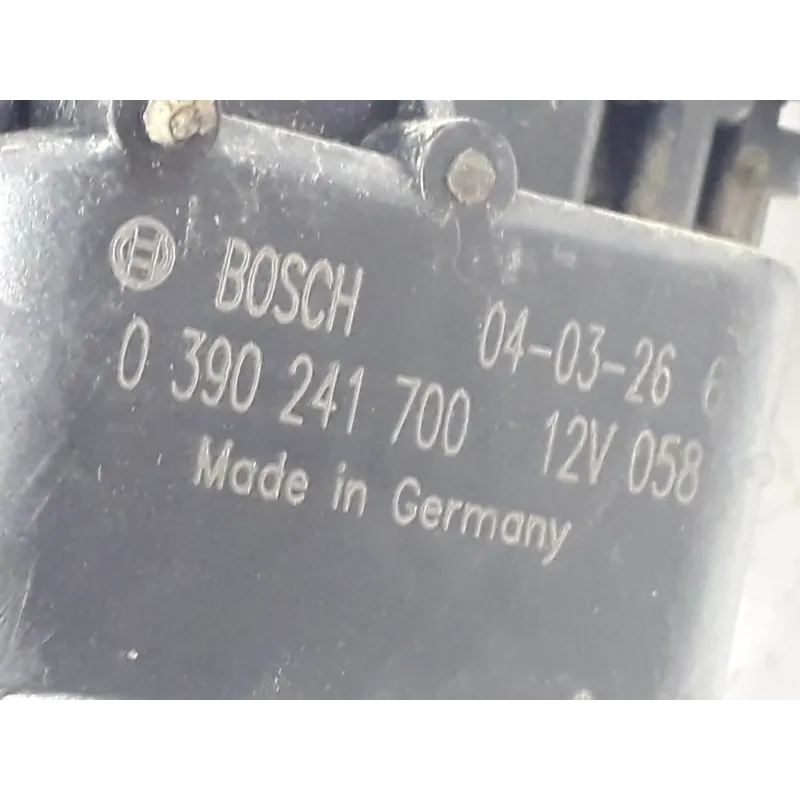 BOSCH 04-03-26 6
0 390 241 700 12V 058
Made in Germany